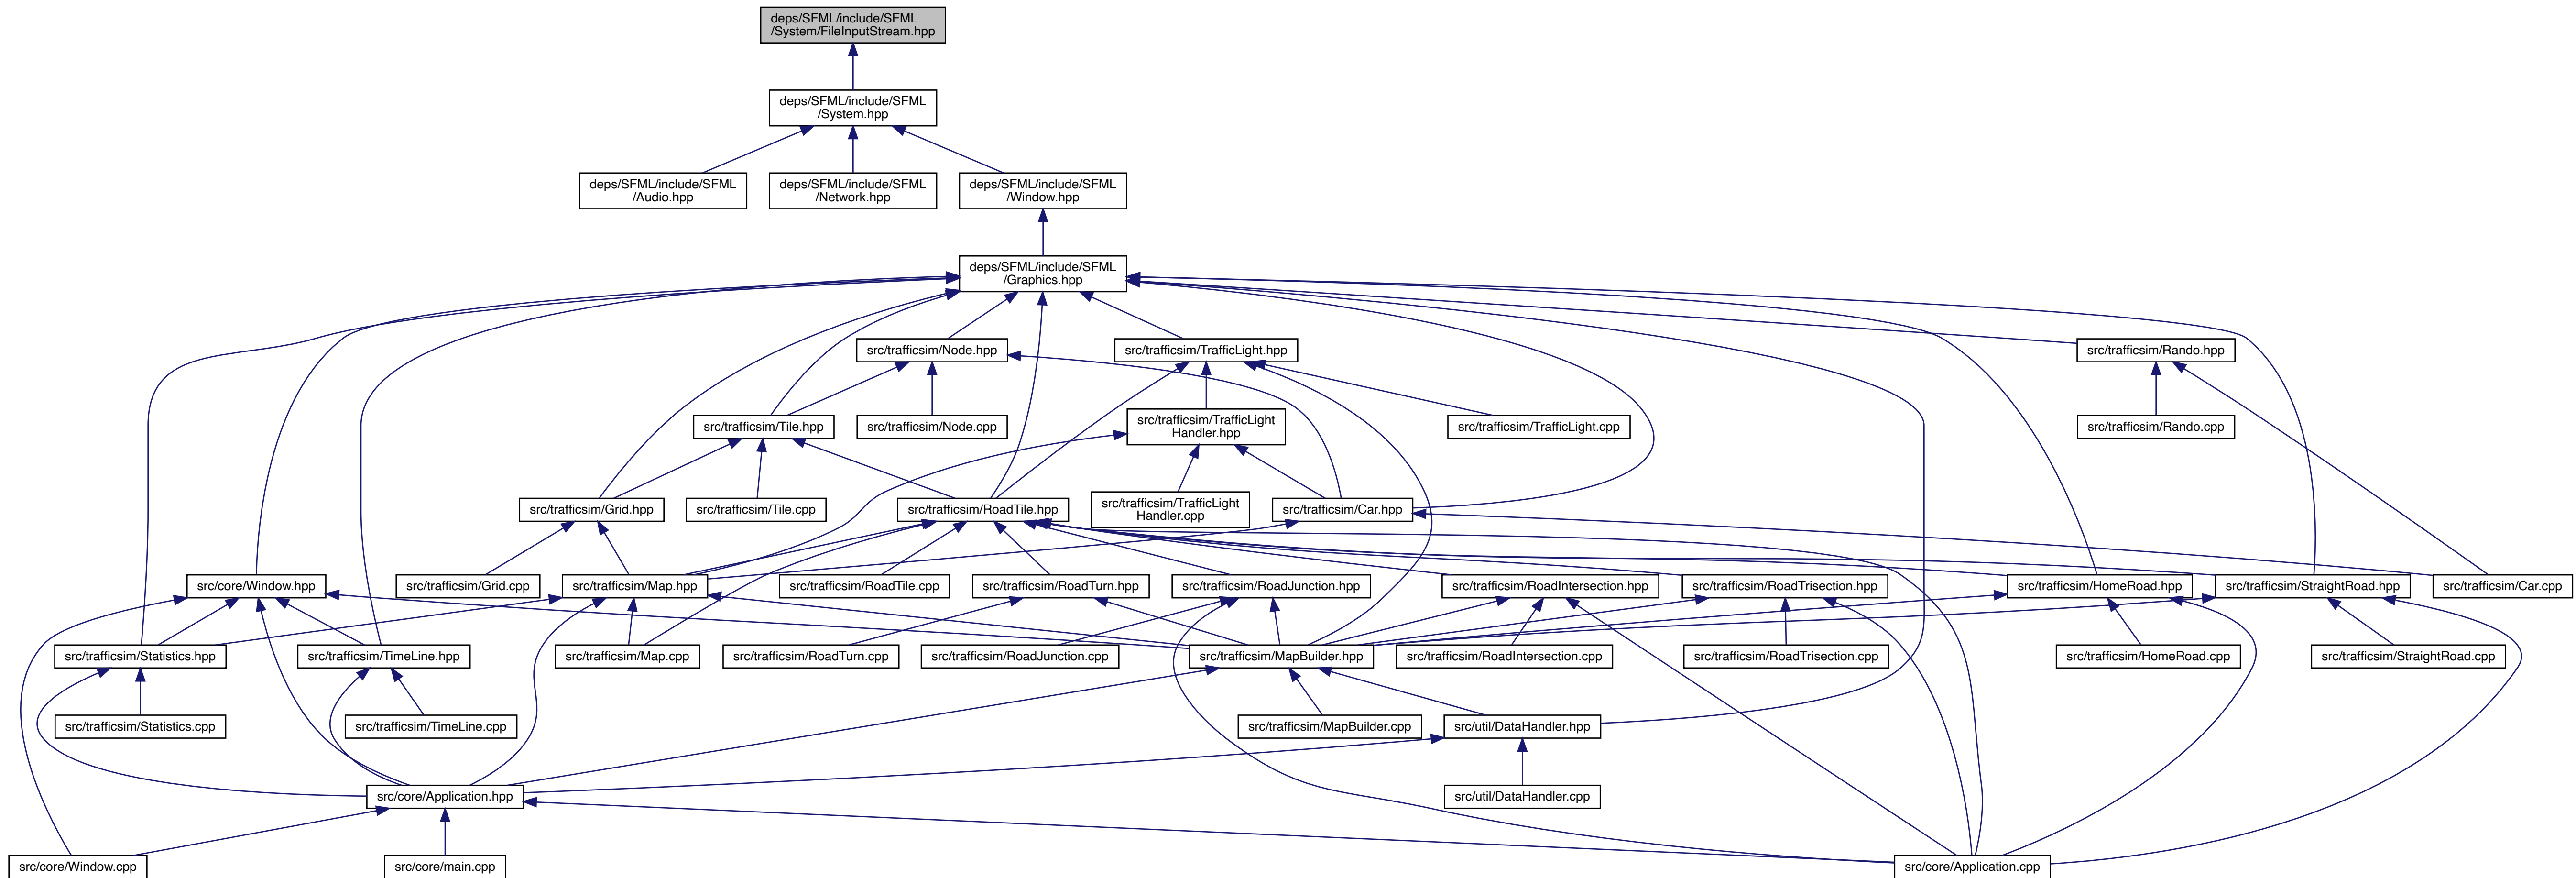 deps/SFML/include/SFML
/System/FileInputStream.hpp
deps/SFML/include/SFML
/System.hpp
deps/SFML/include/SFML
/Audio.hpp
deps/SFML/include/SFML
/Network.hpp
deps/SFML/include/SFML
/Window.hpp
deps/SFML/include/SFML
/Graphics.hpp
src/trafficsim/Node.hpp
src/trafficsim/TrafficLight.hpp
src/trafficsim/Rando.hpp
src/trafficsim/Tile.hpp
src/trafficsim/Node.cpp
src/trafficsim/TrafficLight
Handler.hpp
src/trafficsim/TrafficLight.cpp
src/trafficsim/Rando.cpp
src/trafficsim/Grid.hpp
src/trafficsim/Tile.cpp
src/trafficsim/RoadTile.hpp
src/trafficsim/TrafficLight
Handler.cpp
src/trafficsim/Car.hpp
src/core/Window.hpp
src/trafficsim/Grid.cpp
src/trafficsim/Map.hpp
src/trafficsim/RoadTile.cpp
src/trafficsim/RoadTurn.hpp
src/trafficsim/RoadJunction.hpp
src/trafficsim/RoadIntersection.hpp
src/trafficsim/RoadTrisection.hpp
src/trafficsim/HomeRoad.hpp
src/trafficsim/StraightRoad.hpp
src/trafficsim/Car.cpp
src/trafficsim/Statistics.hpp
src/trafficsim/TimeLine.hpp
src/trafficsim/Map.cpp
src/trafficsim/RoadTurn.cpp
src/trafficsim/RoadJunction.cpp
src/trafficsim/MapBuilder.hpp
src/trafficsim/RoadIntersection.cpp
src/trafficsim/RoadTrisection.cpp
src/trafficsim/HomeRoad.cpp
src/trafficsim/StraightRoad.cpp
src/trafficsim/Statistics.cpp
src/trafficsim/TimeLine.cpp
src/trafficsim/MapBuilder.cpp
src/util/DataHandler.hpp
src/core/Application.hpp
src/util/DataHandler.cpp
src/core/Window.cpp
src/core/main.cpp
src/core/Application.cpp